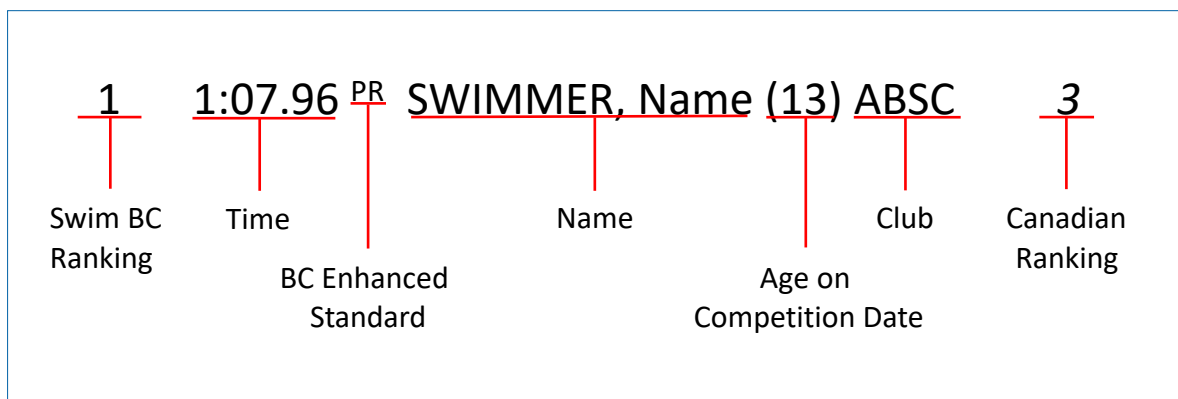 1 1:07.96 PR SWIMMER, Name (13) ABSC 3
Swim BC Ranking
Time
BC Enhanced Standard
Name
Age on Competition Date
Club
Canadian Ranking